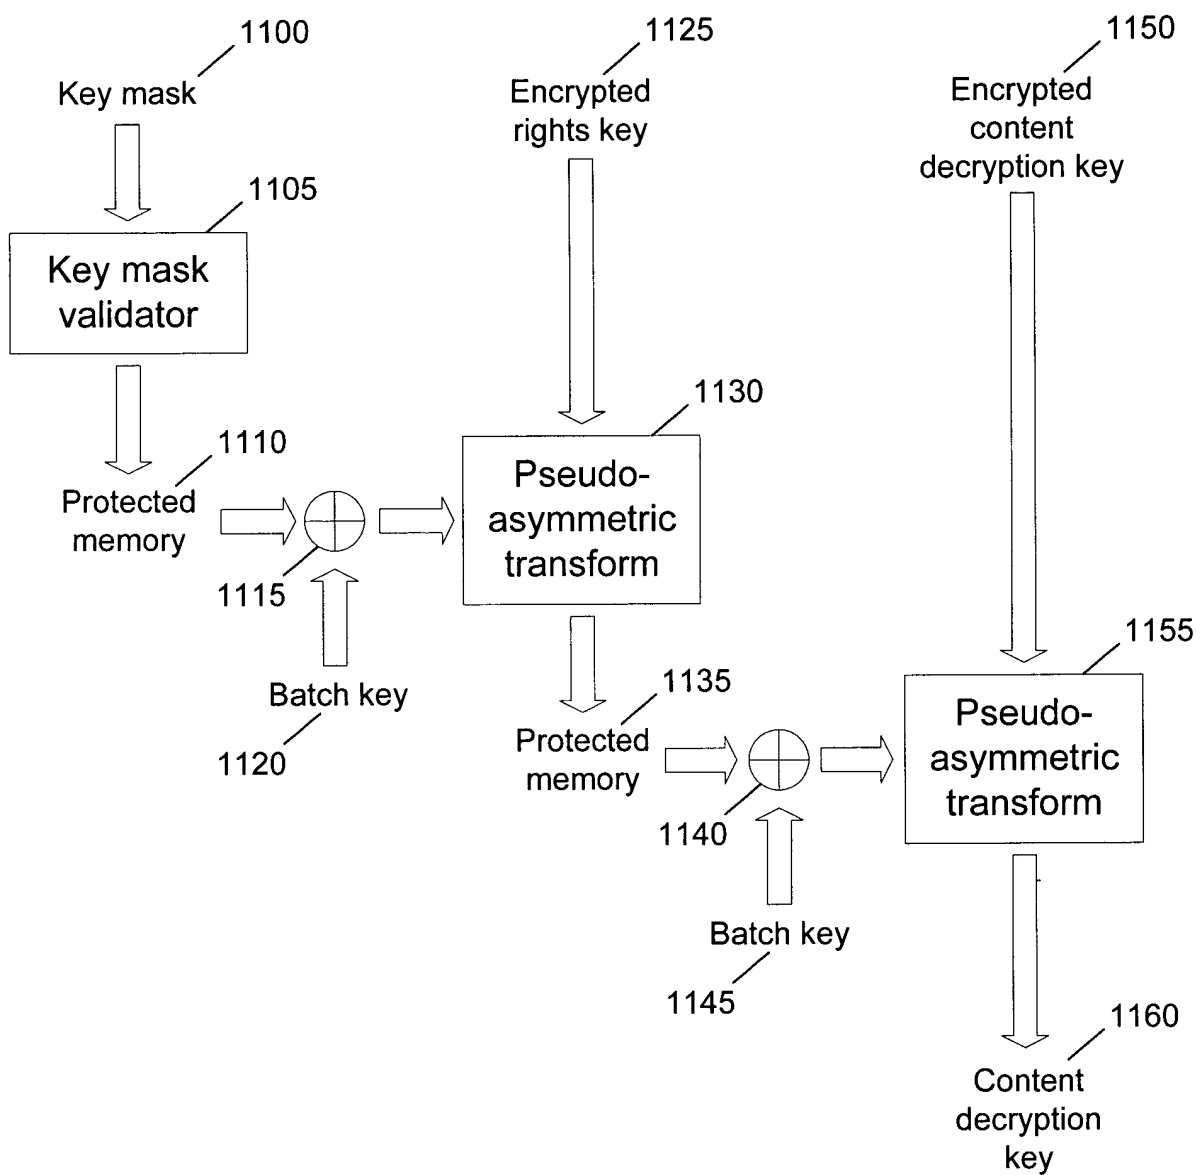 1100
Key mask
1125
Encrypted
rights key
1150
Encrypted
content
decryption key
1105
Key mask
validator
1110
Protected
memory
1115
Batch key
1120
1130
Pseudo-
asymmetric
transform
1135
Protected
memory
1140
Batch key
1145
1155
Pseudo-
asymmetric
transform
1160
Content
decryption
key